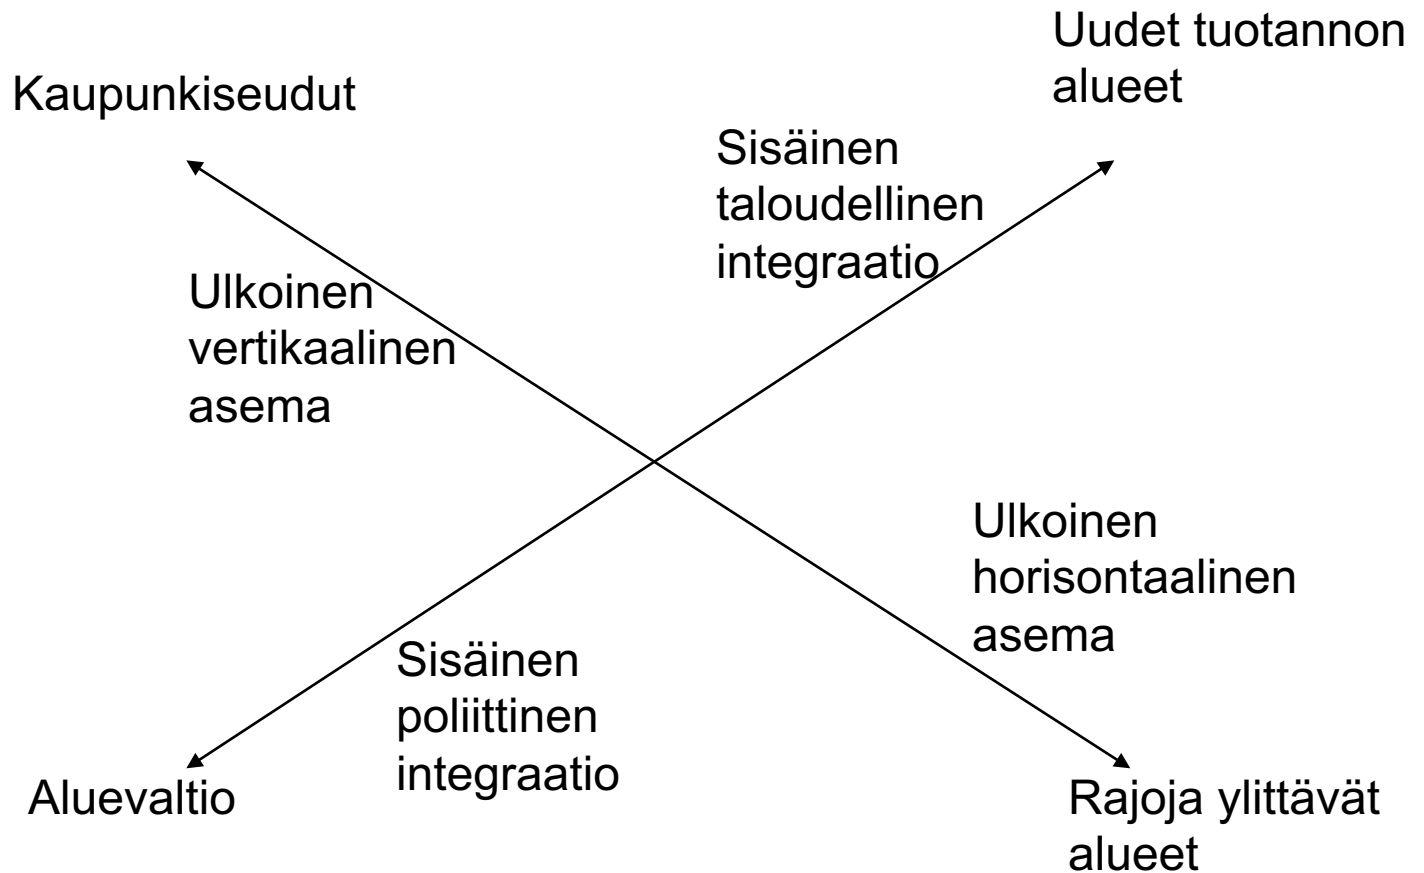 Kaupunkiseudut
Uudet tuotannon
alueet
Sisäinen
taloudellinen
integraatio
Ulkoinen
vertikaalinen
asema
Ulkoinen
horisontaalinen
asema
Sisäinen
poliittinen
integraatio
Aluevaltio
Rajoja ylittävät
alueet